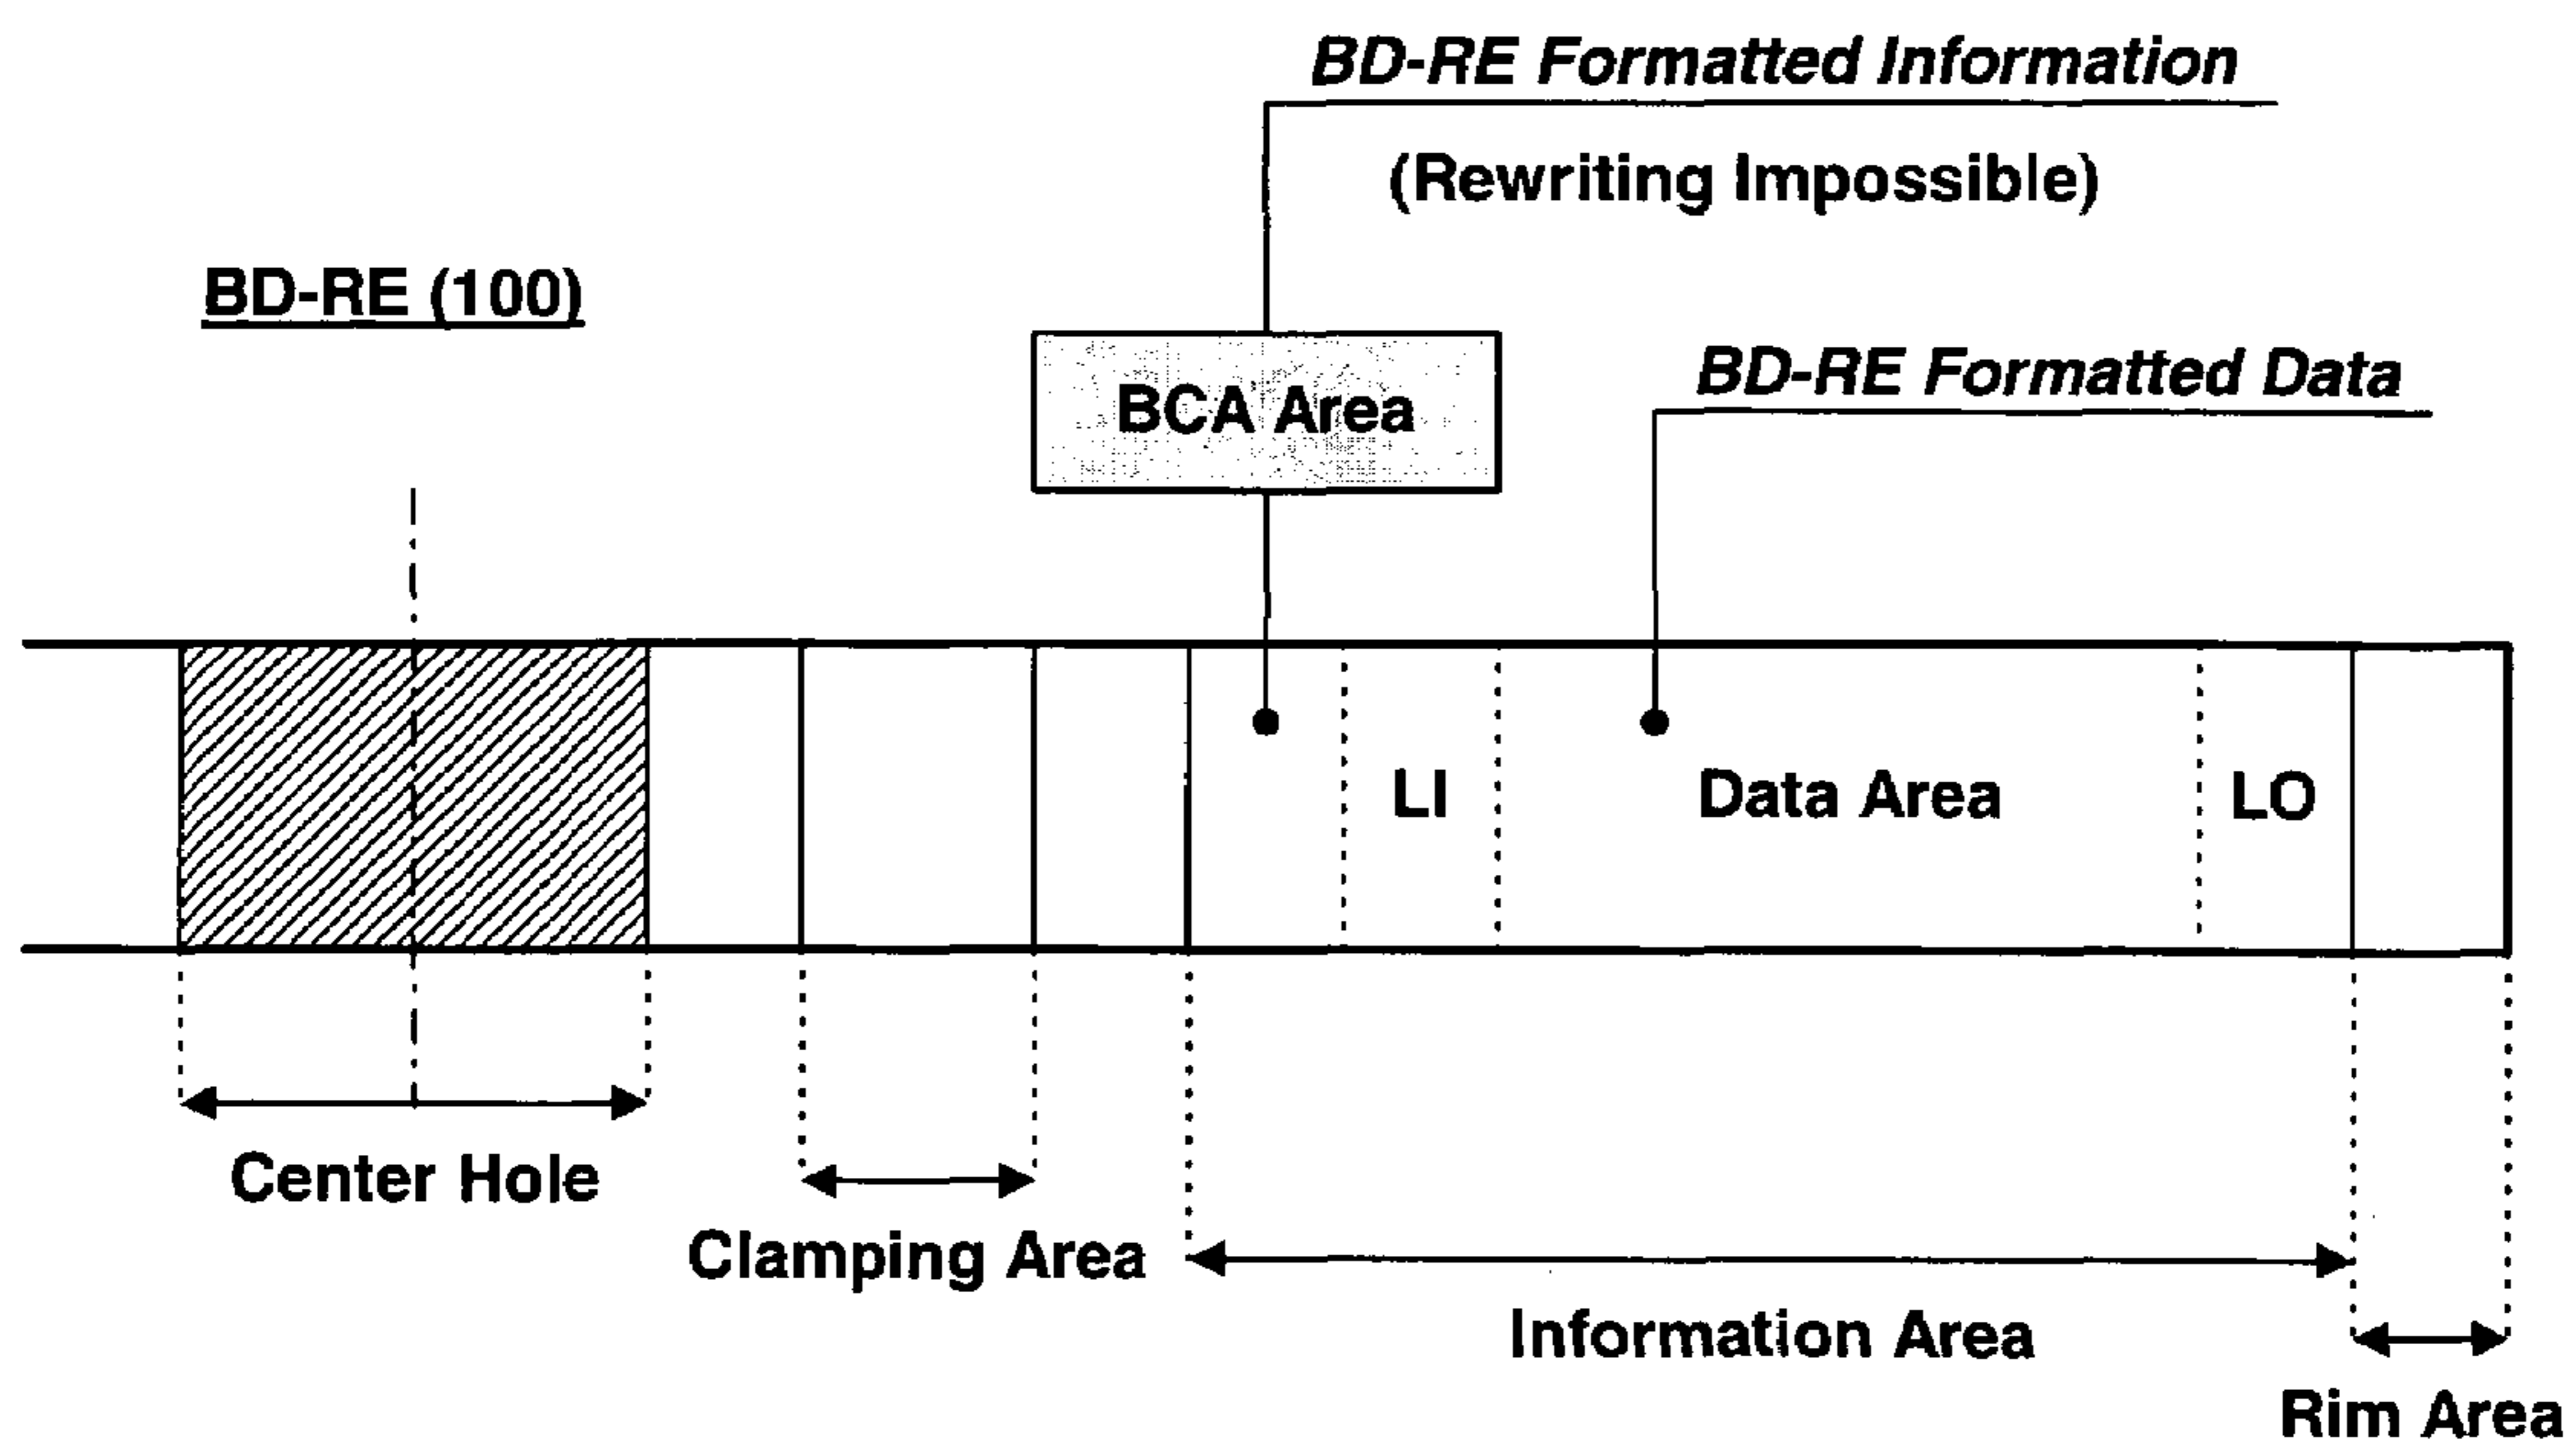 BD-RE Formatted Information
(Rewriting Impossible)
BD-RE (100)
BD-RE Formatted Data
BCA Area
LI
Data Area
LO
Center Hole
Clamping Area
Information Area
Rim Area